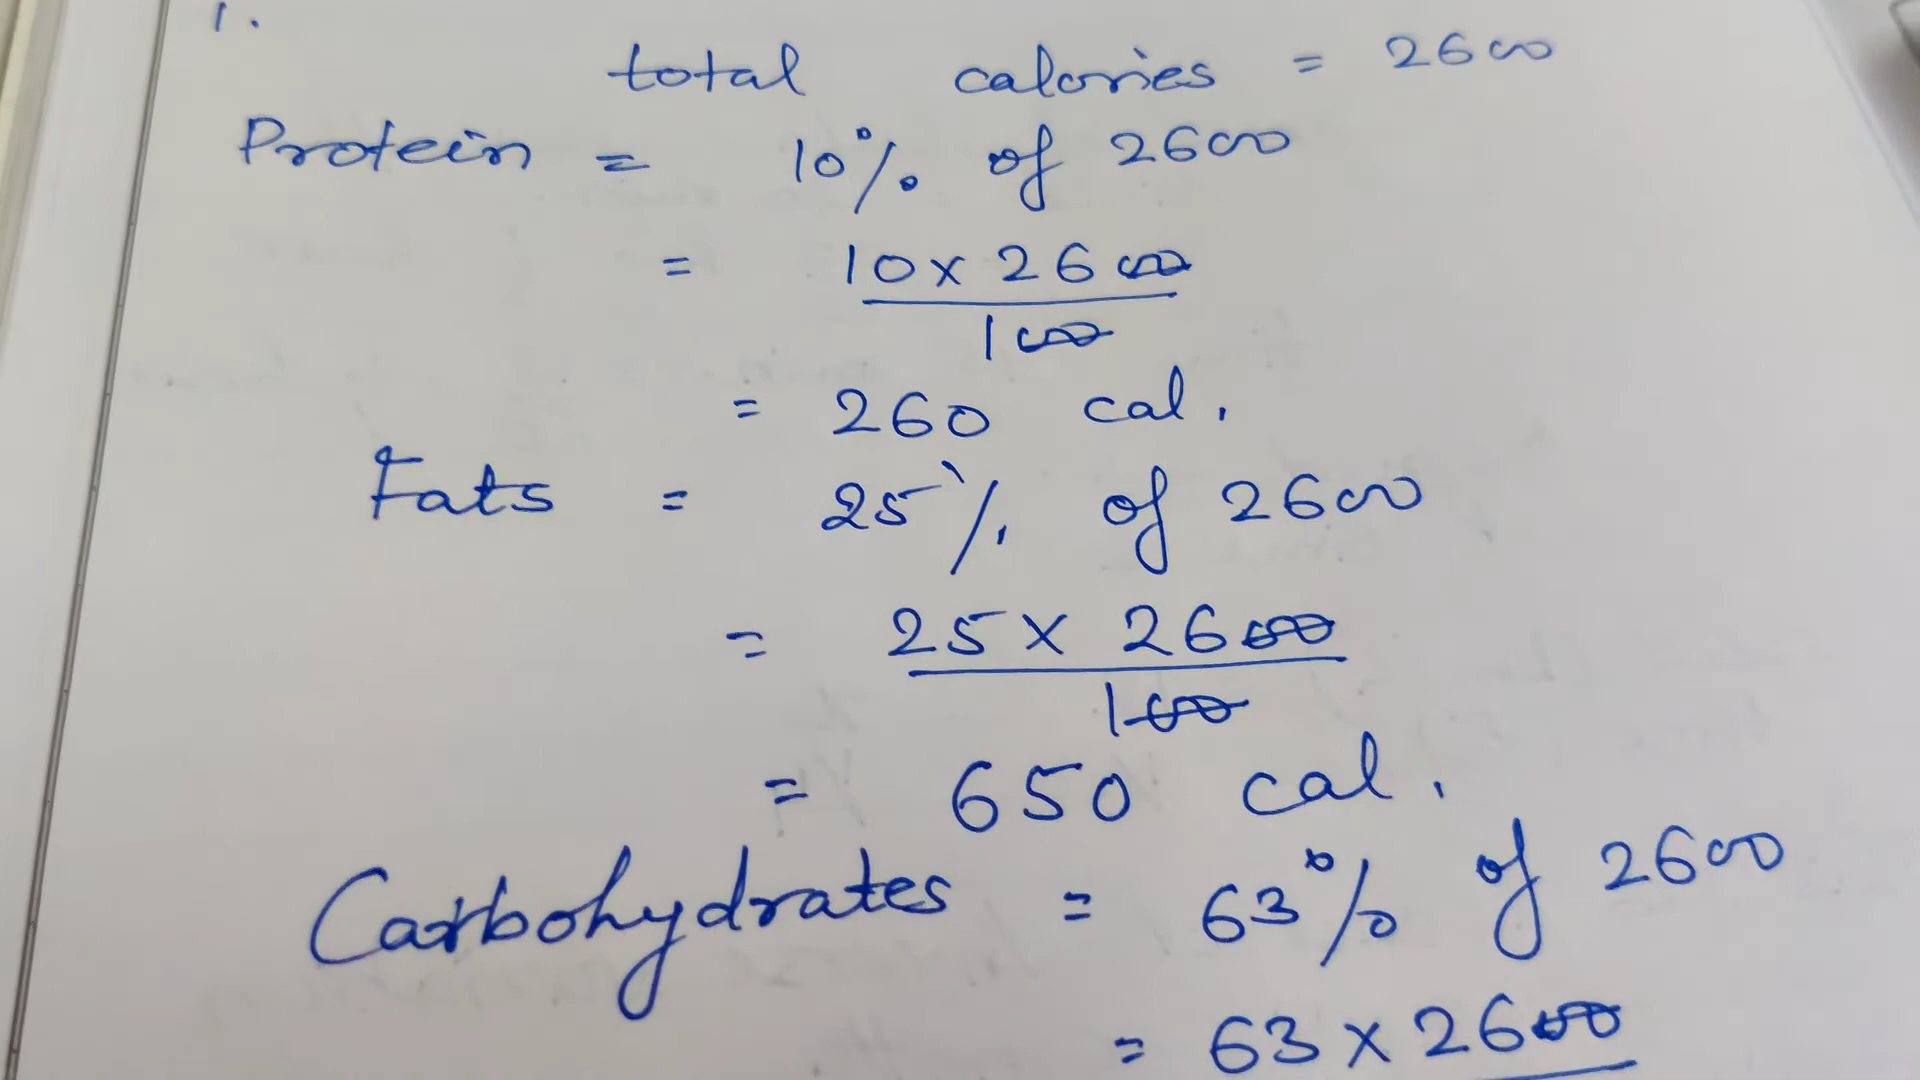 1.
total calories = 2600
Protein = 10% of 2600
= 10 x 2600
100
= 260 cal.
Fats = 25% of 2600
= 25 x 2600
100
= 650 cal.
Carbohydrates = 63% of 2600
= 63 x 2600